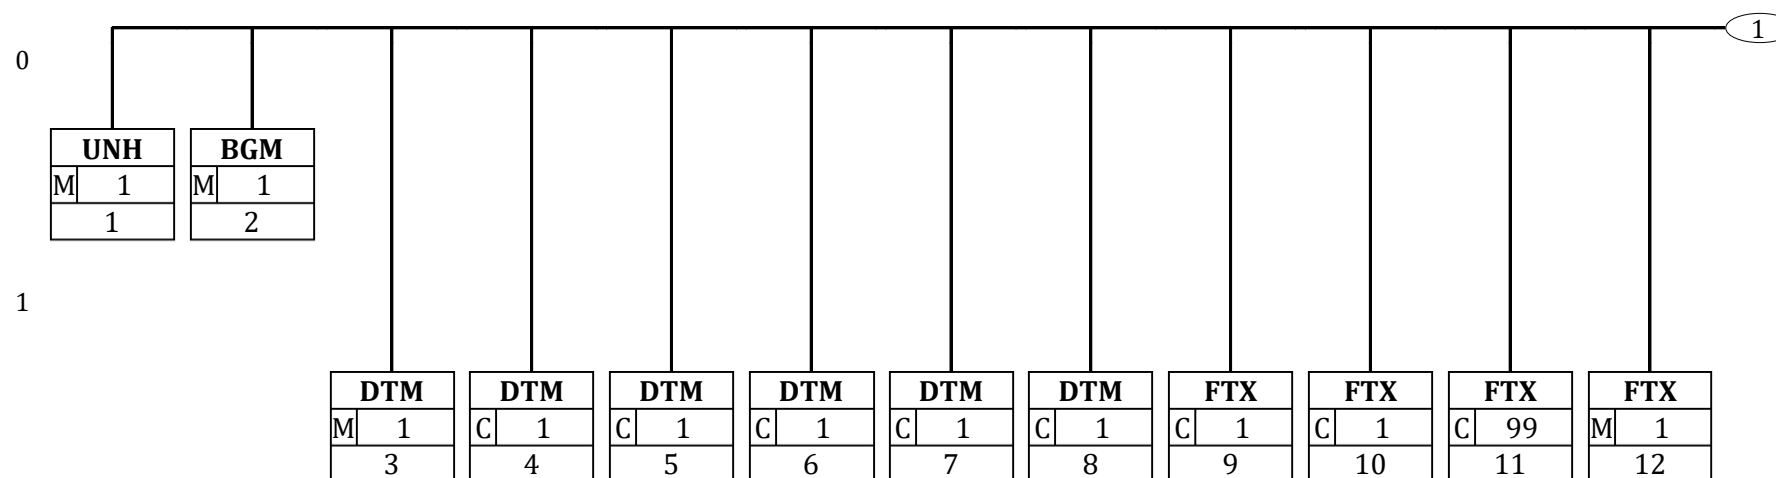 1
0
UNH BGM
M 1 M 1
1 2
1
DTM DTM DTM DTM DTM DTM FTX FTX FTX FTX
M 1 C 1 C 1 C 1 C 1 C 1 C 1 C 1 C 99 M 1
3 4 5 6 7 8 9 10 11 12